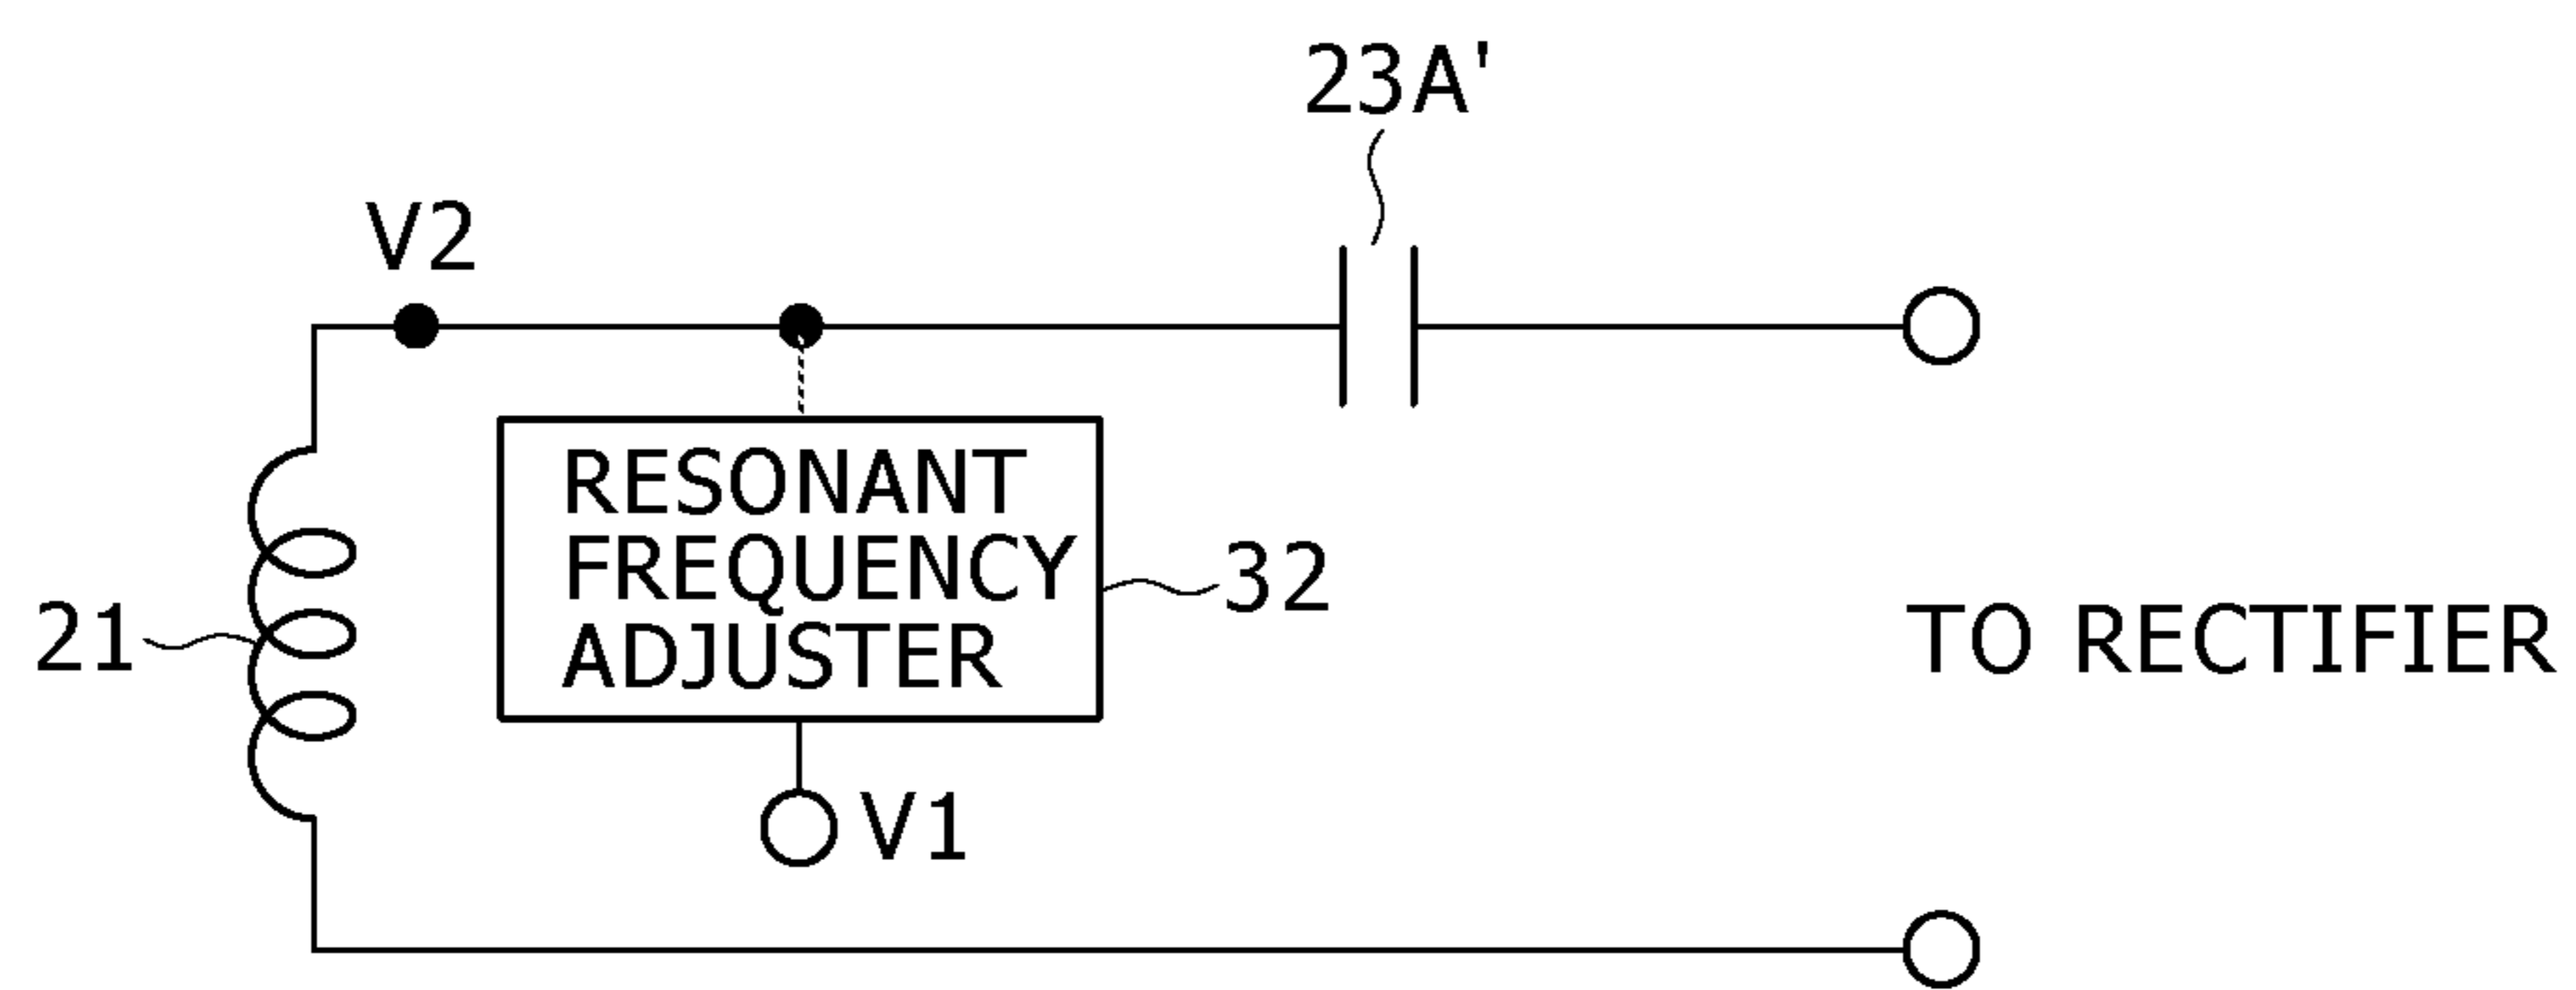 23A'
V2
RESONANT
FREQUENCY
ADJUSTER
32
21
TO RECTIFIER
V1